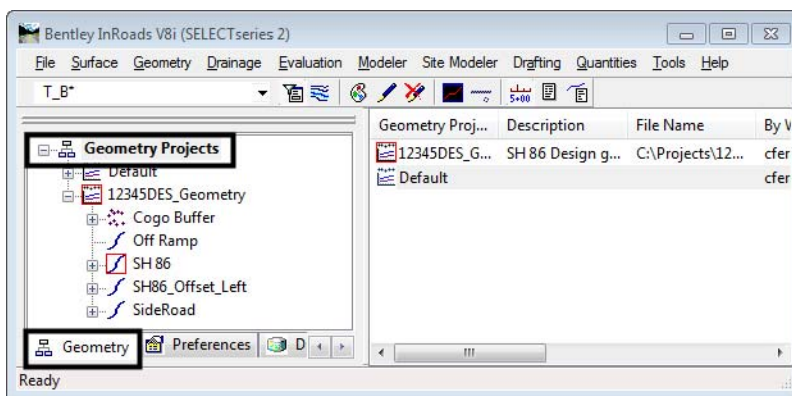 Bentley InRoads V8i (SELECTseries 2)
File Surface Geometry Drainage Evaluation Modeler Site Modeler Drafting Quantities Tools Help
T_B*
5+00
Geometry Projects
Default
12345DES_Geometry
Cogo Buffer
Off Ramp
SH 86
SH86_Offset_Left
SideRoad
Geometry Preferences D
Geometry Proj... Description File Name By
12345DES_G... SH 86 Design g... C:\Projects\12... cfer
Default cfer
Ready